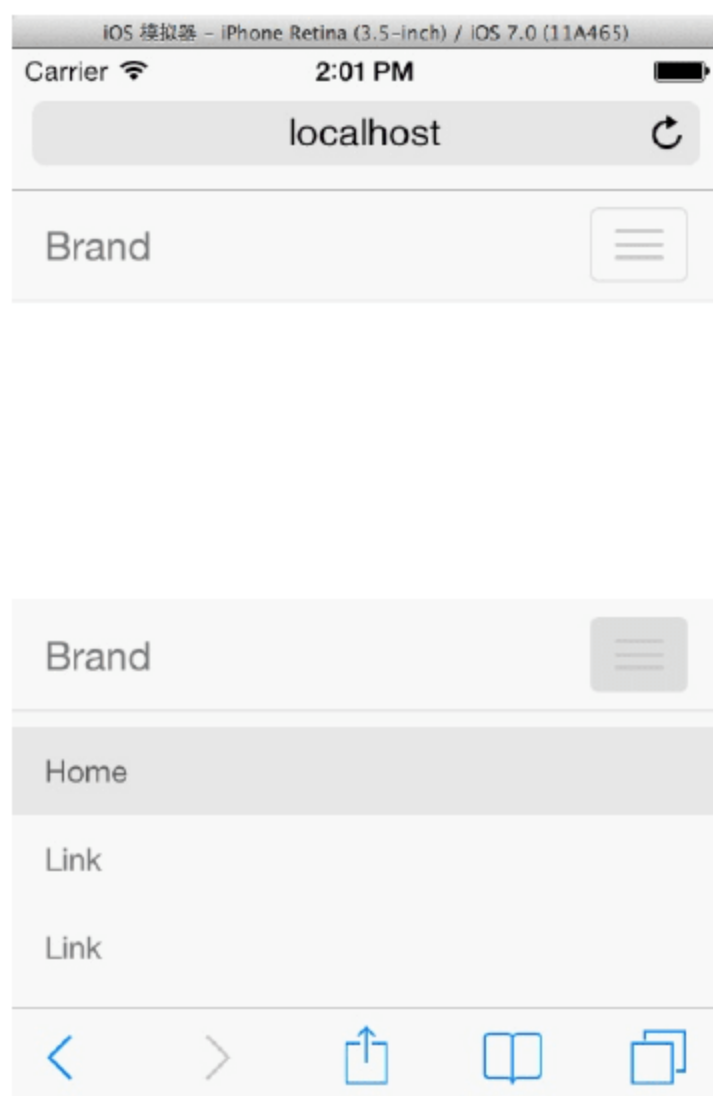 iOS 模拟器 - iPhone Retina (3.5-inch) / iOS 7.0 (11A465)
Carrier 2:01 PM
localhost
Brand
Brand
Home
Link
Link